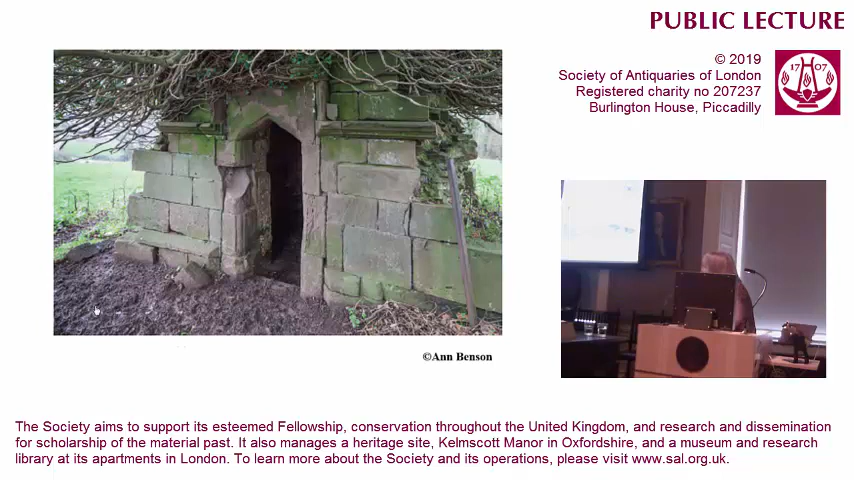 PUBLIC LECTURE
© 2019
Society of Antiquaries of London
Registered charity no 207237
Burlington House, Piccadilly
1707
©Ann Benson
The Society aims to support its esteemed Fellowship, conservation throughout the United Kingdom, and research and dissemination
for scholarship of the material past. It also manages a heritage site, Kelmscott Manor in Oxfordshire, and a museum and research
library at its apartments in London. To learn more about the Society and its operations, please visit www.sal.org.uk.